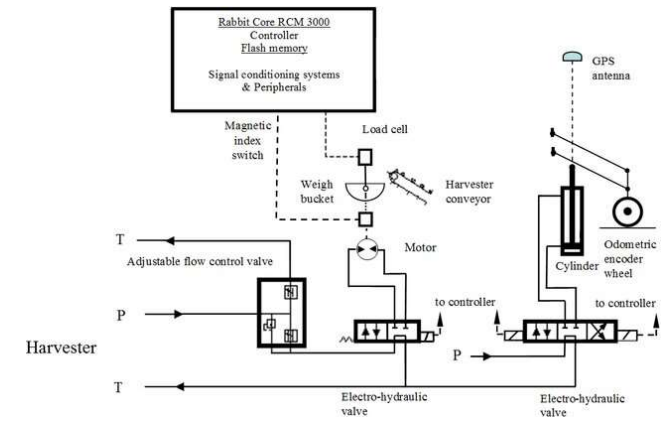 Rabbit Core RCM 3000
Controller
Flash memory
Signal conditioning systems
& Peripherals
GPS
antenna
Magnetic
index
switch
Load cell
Weigh
bucket
Harvester
conveyor
T
Adjustable flow control valve
Motor
Cylinder
Odometric
encoder
wheel
to controller
to controller
P
P
Harvester
T
Electro-hydraulic
valve
Electro-hydraulic
valve